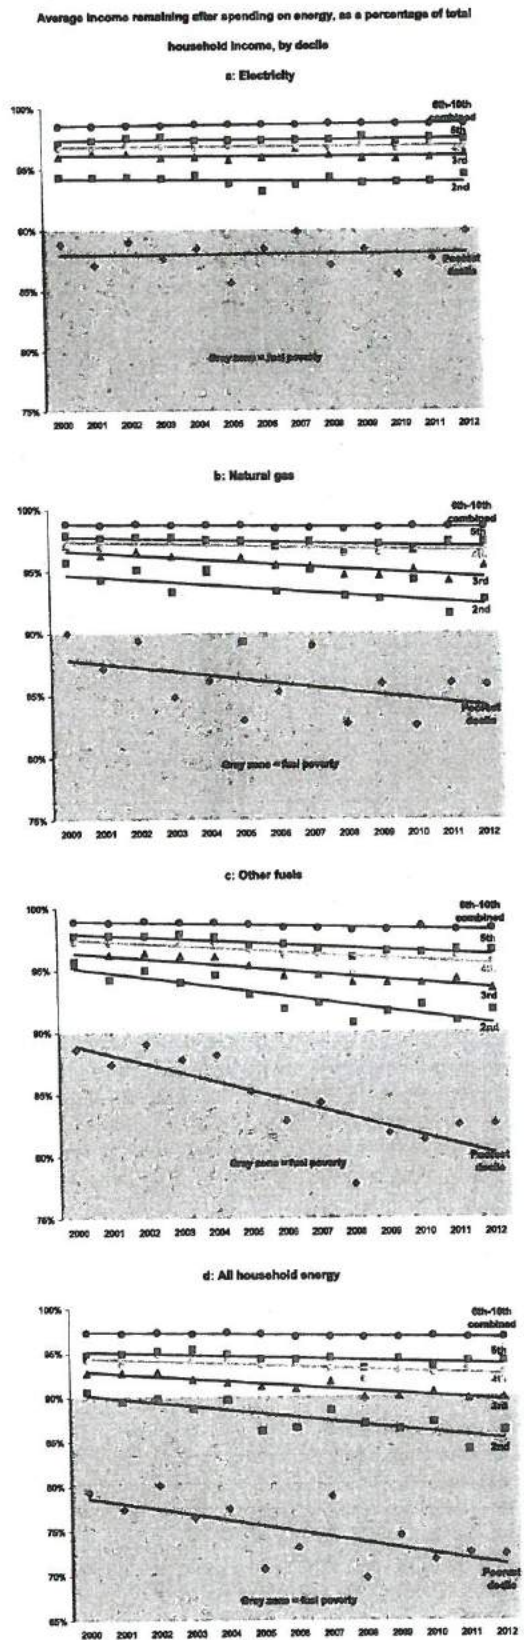 Average income remaining after spending on energy, as a percentage of total
household income, by decile
a: Electricity
100%
95%
90%
85%
80%
75%
6th-10th
combined
5th
4th
3rd
2nd
Poorest
decile
Grey zone = fuel poverty
2000 2001 2002 2003 2004 2005 2006 2007 2008 2009 2010 2011 2012
b: Natural gas
100%
95%
90%
85%
80%
75%
6th-10th
combined
5th
4th
3rd
2nd
Poorest
decile
Grey zone = fuel poverty
2000 2001 2002 2003 2004 2005 2006 2007 2008 2009 2010 2011 2012
c: Other fuels
100%
95%
90%
85%
80%
75%
6th-10th
combined
5th
4th
3rd
2nd
Poorest
decile
Grey zone = fuel poverty
2000 2001 2002 2003 2004 2005 2006 2007 2008 2009 2010 2011 2012
d: All household energy
100%
95%
90%
85%
80%
75%
70%
65%
6th-10th
combined
5th
4th
3rd
2nd
Poorest
decile
Grey zone = fuel poverty
2000 2001 2002 2003 2004 2005 2006 2007 2008 2009 2010 2011 2012